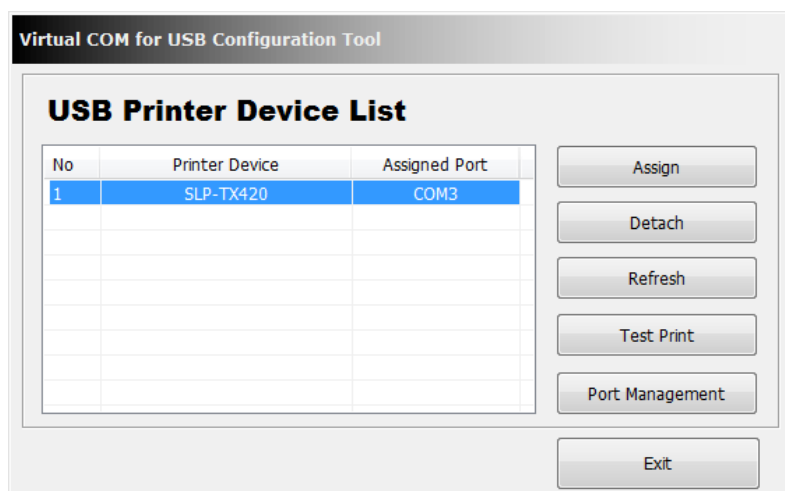 Virtual COM for USB Configuration Tool
USB Printer Device List
No Printer Device Assigned Port
1 SLP-TX420 COM3
Assign
Detach
Refresh
Test Print
Port Management
Exit